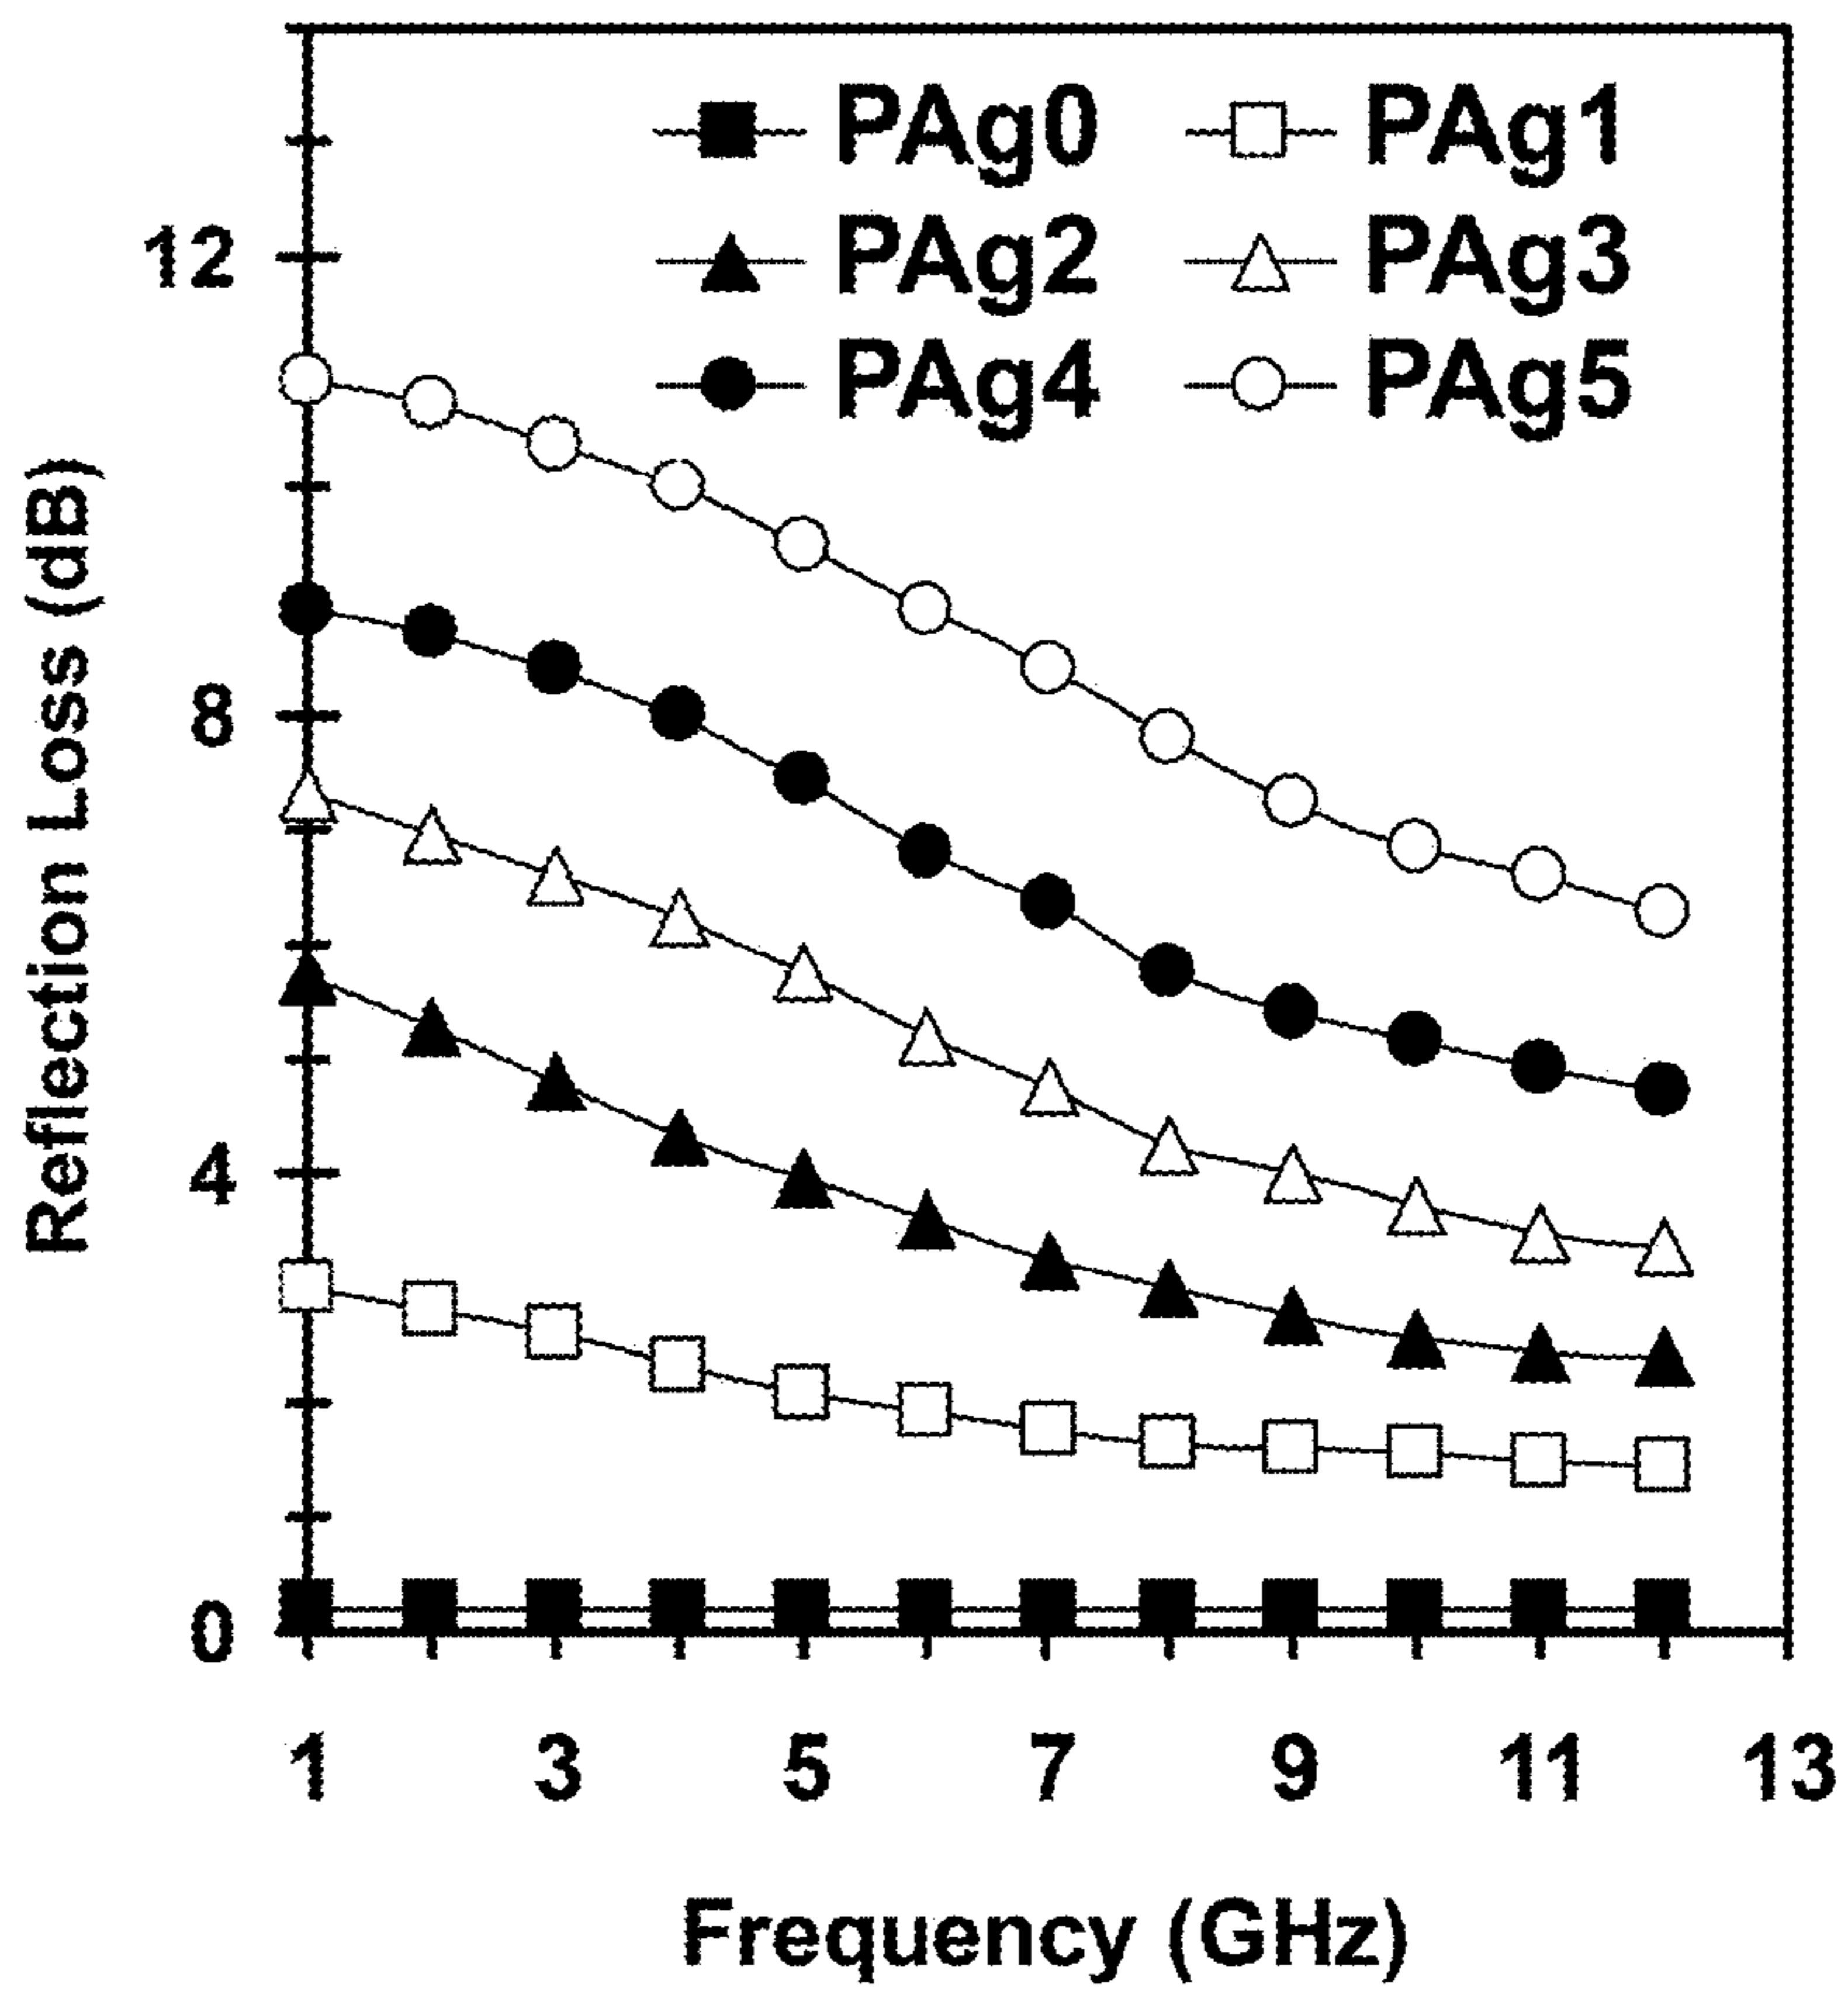 PAg0 PAg1
PAg2 PAg3
PAg4 PAg5
12
8
4
0
Reflection Loss (dB)
1 3 5 7 9 11 13
Frequency (GHz)